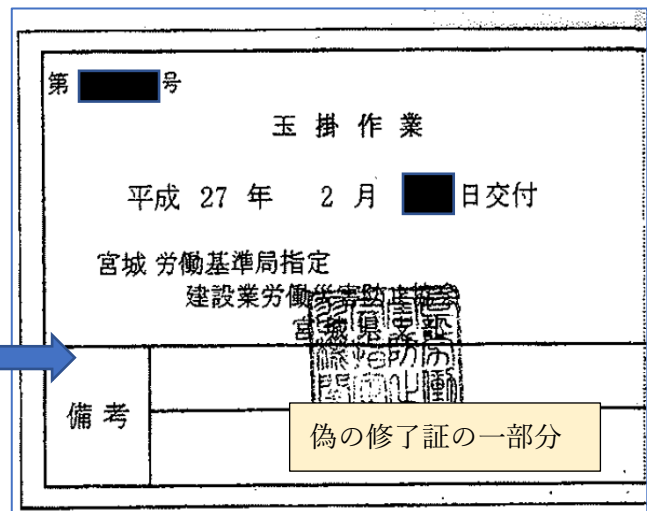 第 号
玉掛作業
平成 27 年 2 月 日交付
宮城 労働基準局指定
建設業労働災害防止協会
宮城県支部
備考
偽の修了証の一部分